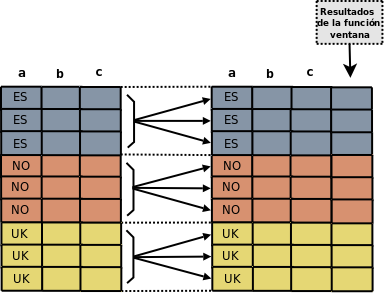 Resultados
de la función
ventana
a b c a b c
ES ES
ES ES
ES ES
NO NO
NO NO
NO NO
UK UK
UK UK
UK UK